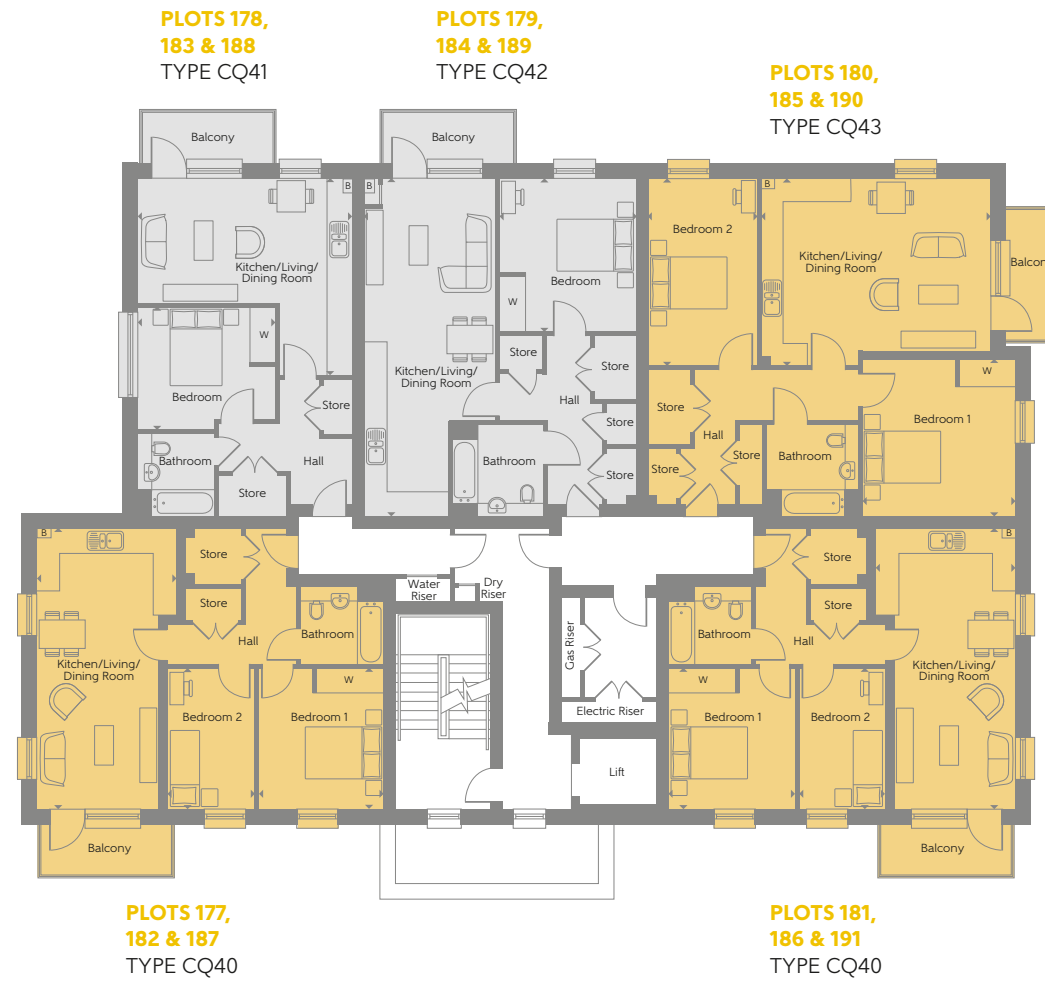 PLOTS 178,
183 & 188
TYPE CQ41
PLOTS 179,
184 & 189
TYPE CQ42
PLOTS 180,
185 & 190
TYPE CQ43
Balcony
B
Kitchen/Living/
Dining Room
W
Bedroom
Store
Bathroom
Hall
Store
Balcony
B
Bedroom
W
Kitchen/Living/
Dining Room
Store
Store
Hall
Store
Bathroom
Store
Bedroom 2
B
Kitchen/Living/
Dining Room
Balcon
W
Store
Bedroom 1
Hall
Store
Store
Bathroom
B
Store
Store
Hall
Bathroom
Kitchen/Living/
Dining Room
W
Bedroom 2
Bedroom 1
Balcony
Water
Riser
Dry
Riser
Gas Riser
Electric Riser
Lift
B
Store
Store
Bathroom
Hall
Kitchen/Living/
Dining Room
W
Bedroom 1
Bedroom 2
Balcony
PLOTS 177,
182 & 187
TYPE CQ40
PLOTS 181,
186 & 191
TYPE CQ40